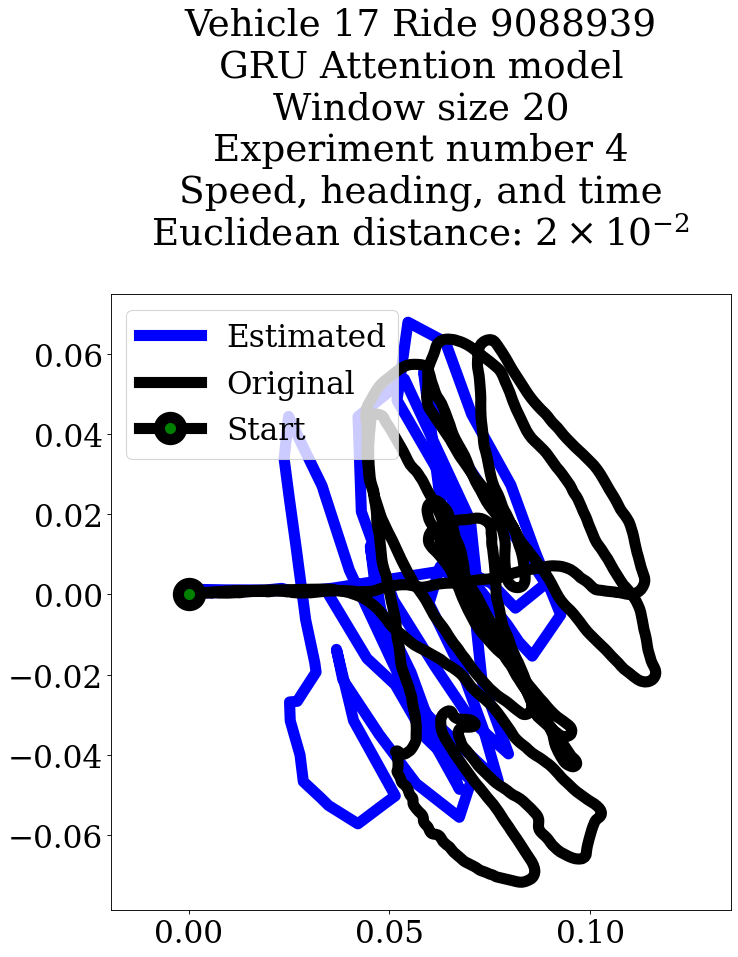 Vehicle 17 Ride 9088939
GRU Attention model
Window size 20
Experiment number 4
Speed, heading, and time
Euclidean distance: 2 × 10⁻²
Estimated
Original
Start
0.06
0.04
0.02
0.00
−0.02
−0.04
−0.06
0.00 0.05 0.10